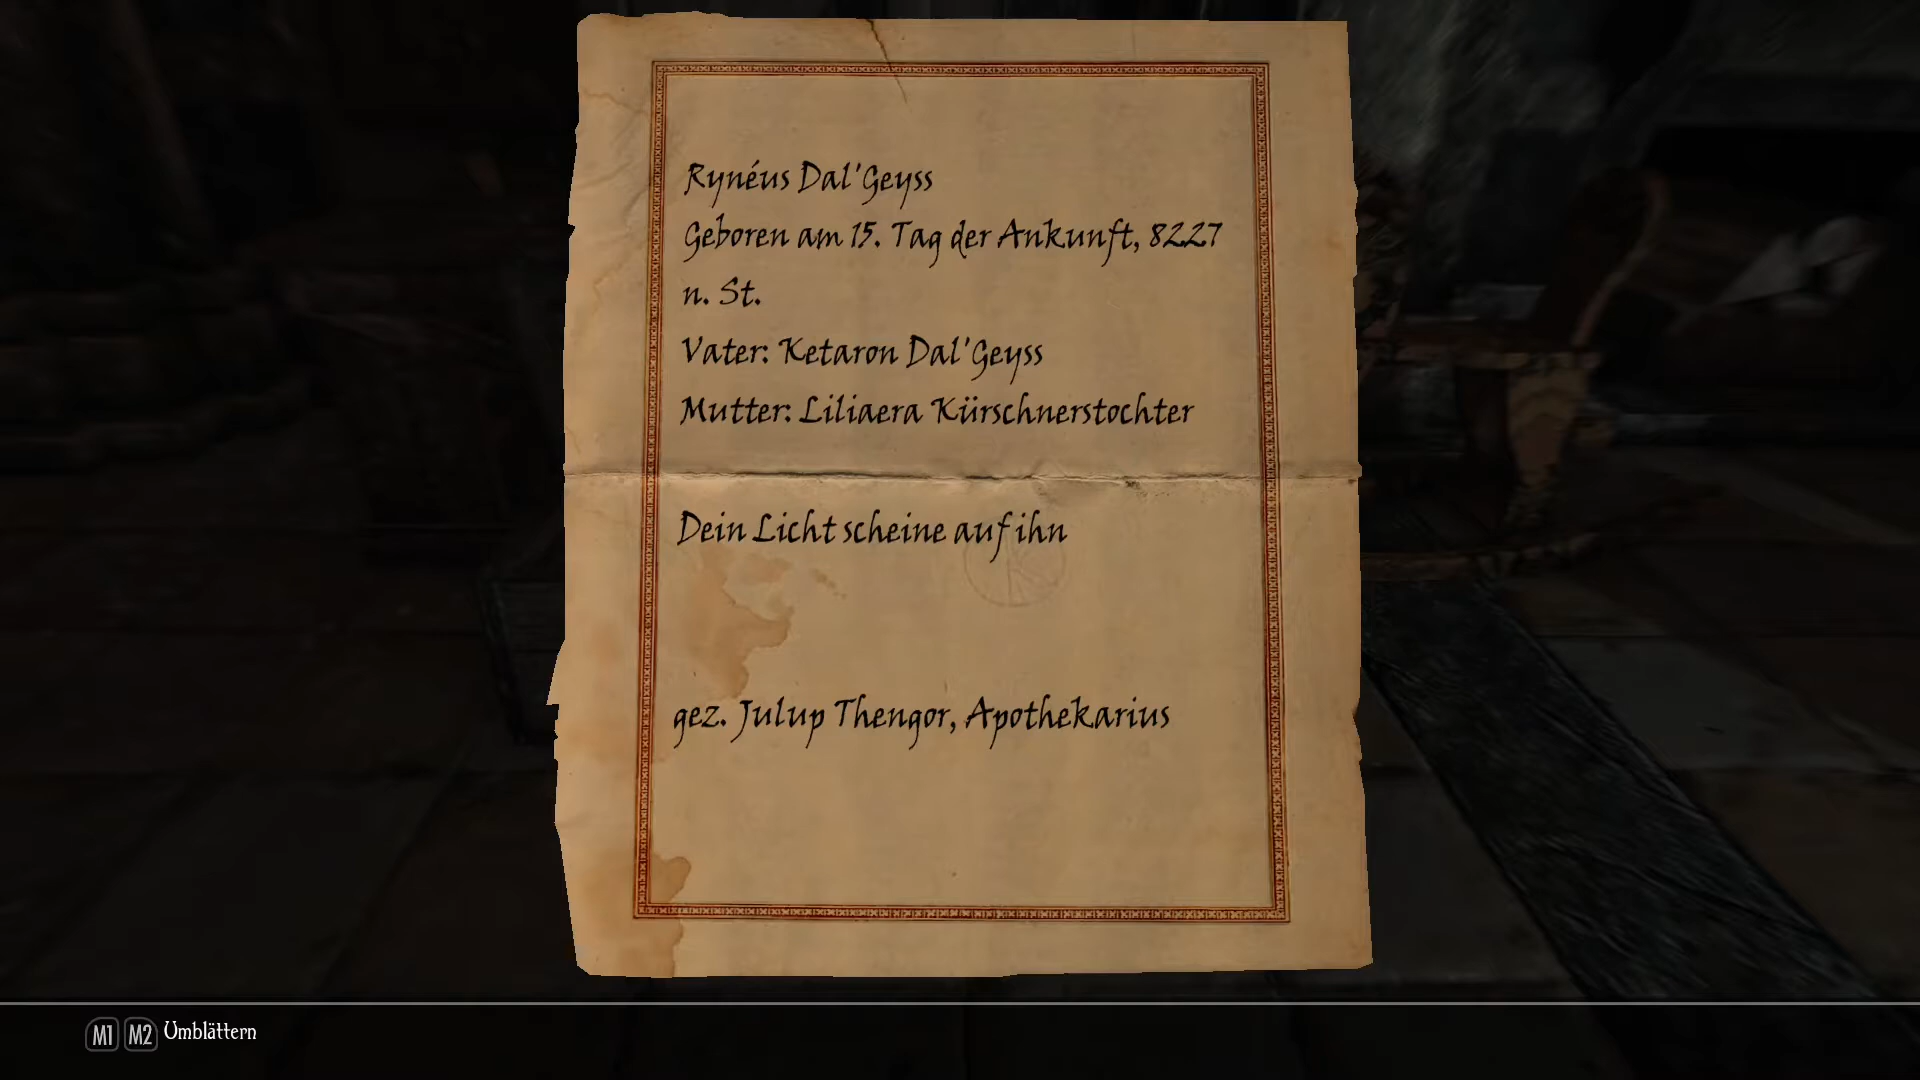 Rynéus Dal'Geyss
Geboren am 15. Tag der Ankunft, 8227
n. St.
Vater: Ketaron Dal'Geyss
Mutter: Liliaera Kürschnerstochter
Dein Licht scheine auf ihn
gez. Julup Thengor, Apothekarius
M1 M2 Umblättern